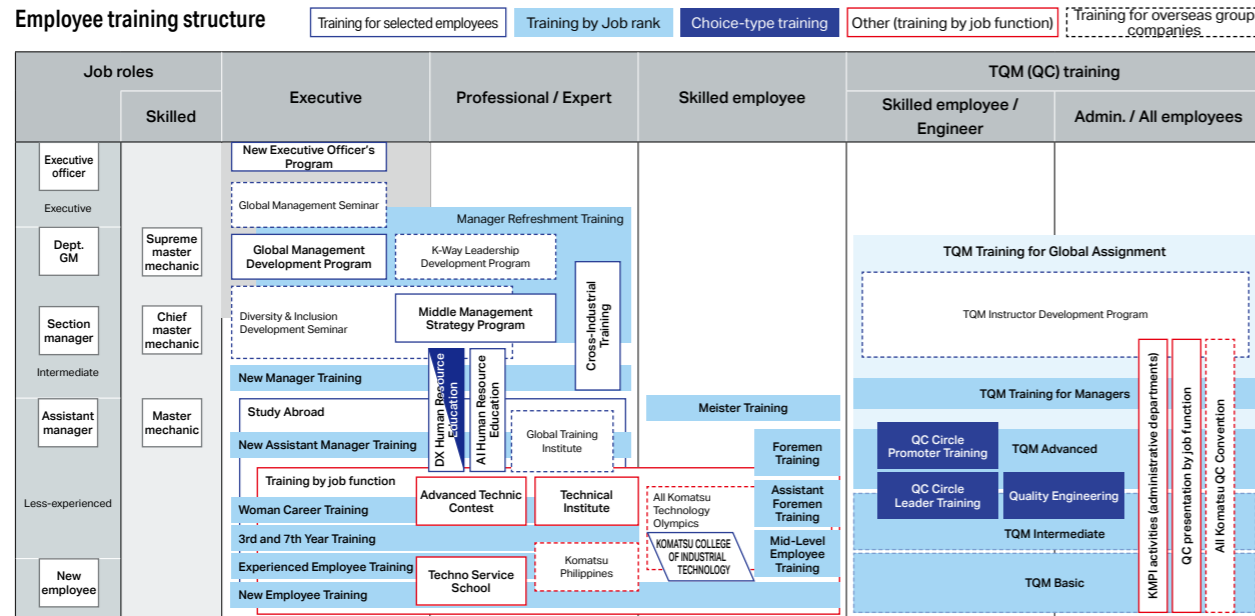 Employee training structure
Training for selected employees
Training by Job rank
Choice-type training
Other (training by job function)
Training for overseas group
companies
Job roles
Skilled
Executive
Professional / Expert
Skilled employee
TQM (QC) training
Skilled employee /
Engineer
Admin. / All employees
Executive
officer
Executive
Dept.
GM
Section
manager
Intermediate
Assistant
manager
Less-experienced
New
employee
Supreme
master
mechanic
Chief
master
mechanic
Master
mechanic
New Executive Officer's
Program
Global Management Seminar
Manager Refreshment Training
Global Management
Development Program
K-Way Leadership
Development Program
Diversity & Inclusion
Development Seminar
Middle Management
Strategy Program
Cross-Industrial
Training
New Manager Training
DX Human Resource
Education
AI Human Resource
Education
Study Abroad
New Assistant Manager Training
Global Training
Institute
Training by job function
Woman Career Training
Advanced Technic
Contest
Technical
Institute
3rd and 7th Year Training
Experienced Employee Training
Techno Service
School
Komatsu
Philippines
New Employee Training
Meister Training
Foremen
Training
All Komatsu
Technology
Olympics
Assistant
Foremen
Training
KOMATSU COLLEGE
OF INDUSTRIAL
TECHNOLOGY
Mid-Level
Employee
Training
TQM Training for Global Assignment
TQM Instructor Development Program
TQM Training for Managers
QC Circle
Promoter Training
TQM Advanced
QC Circle
Leader Training
Quality Engineering
TQM Intermediate
TQM Basic
KMPI activities (administrative departments)
QC presentation by job function
All Komatsu QC Convention